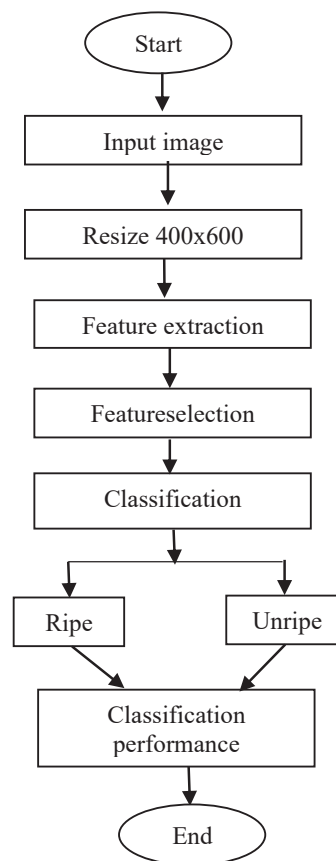 Start
Input image
Resize 400x600
Feature extraction
Featureselection
Classification
Ripe
Unripe
Classification
performance
End